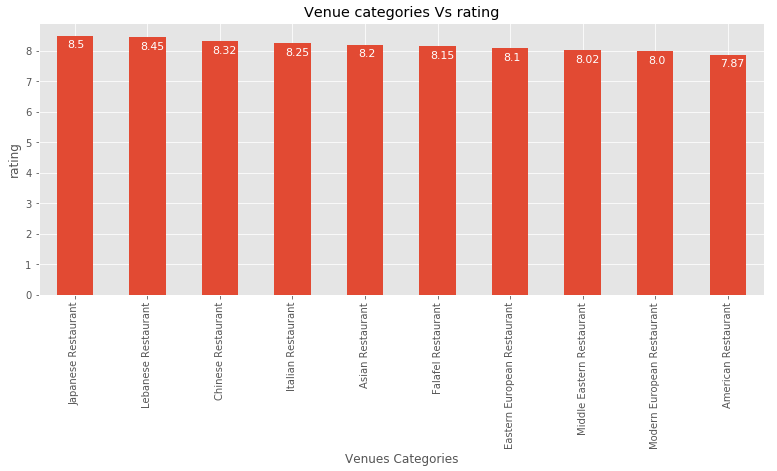 Venue categories Vs rating
rating
8
7
6
5
4
3
2
1
0
8.5
8.45
8.32
8.25
8.2
8.15
8.1
8.02
8.0
7.87
Japanese Restaurant
Lebanese Restaurant
Chinese Restaurant
Italian Restaurant
Asian Restaurant
Falafel Restaurant
Eastern European Restaurant
Middle Eastern Restaurant
Modern European Restaurant
American Restaurant
Venues Categories